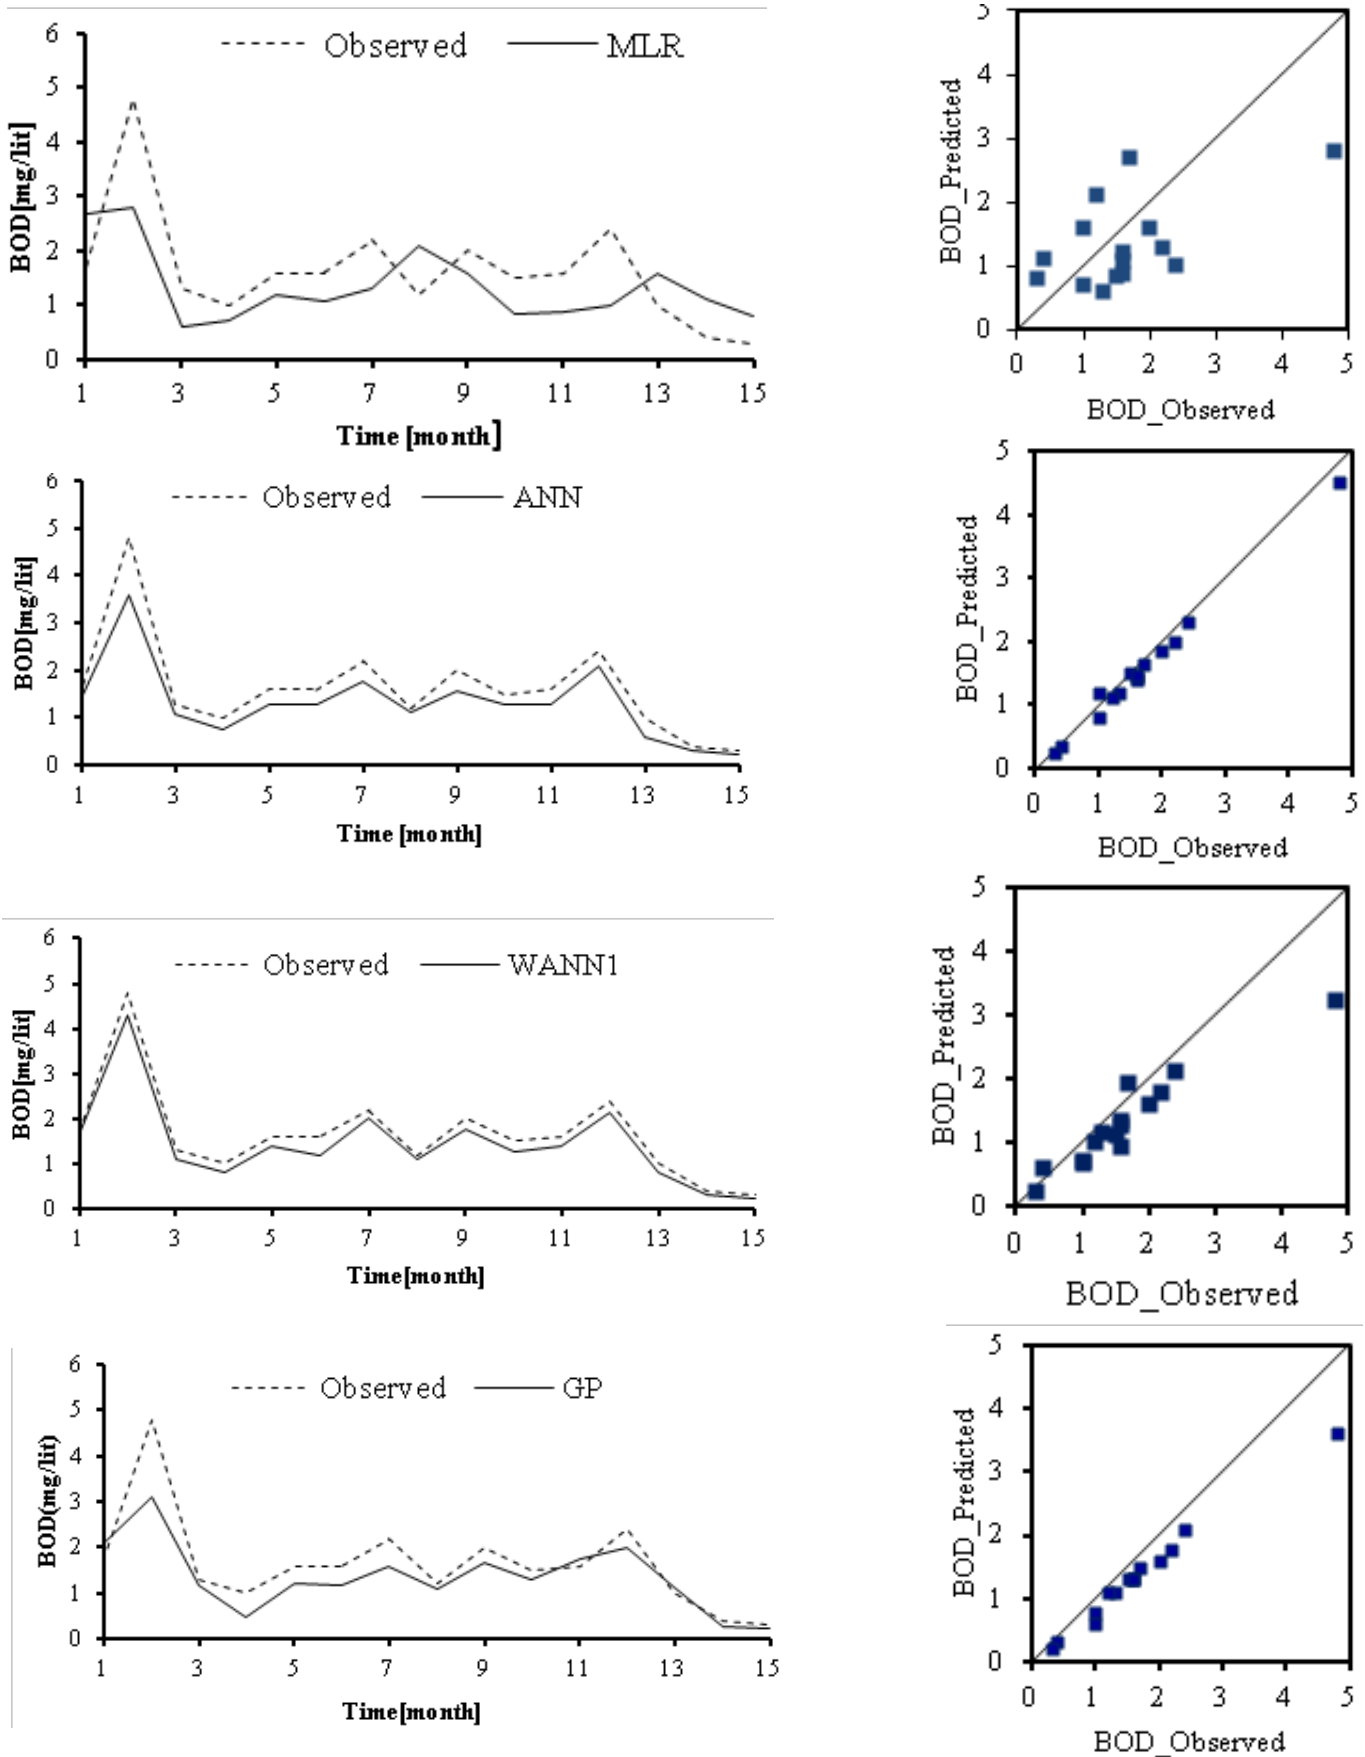 Observed MLR
6
5
4
3
2
1
0
BOD[mg/lit]
1 3 5 7 9 11 13 15
Time [month]
5
4
3
2
1
0
BOD_Predicted
0 1 2 3 4 5
BOD_Observed
Observed ANN
6
5
4
3
2
1
0
BOD[mg/lit]
1 3 5 7 9 11 13 15
Time [month]
5
4
3
2
1
0
BOD_Predicted
0 1 2 3 4 5
BOD_Observed
Observed WANN1
6
5
4
3
2
1
0
BOD[mg/lit]
1 3 5 7 9 11 13 15
Time[month]
5
4
3
2
1
0
BOD_Predicted
0 1 2 3 4 5
BOD_Observed
Observed GP
6
5
4
3
2
1
0
BOD(mg/lit)
1 3 5 7 9 11 13 15
Time[month]
5
4
3
2
1
0
BOD_Predicted
0 1 2 3 4 5
BOD_Observed